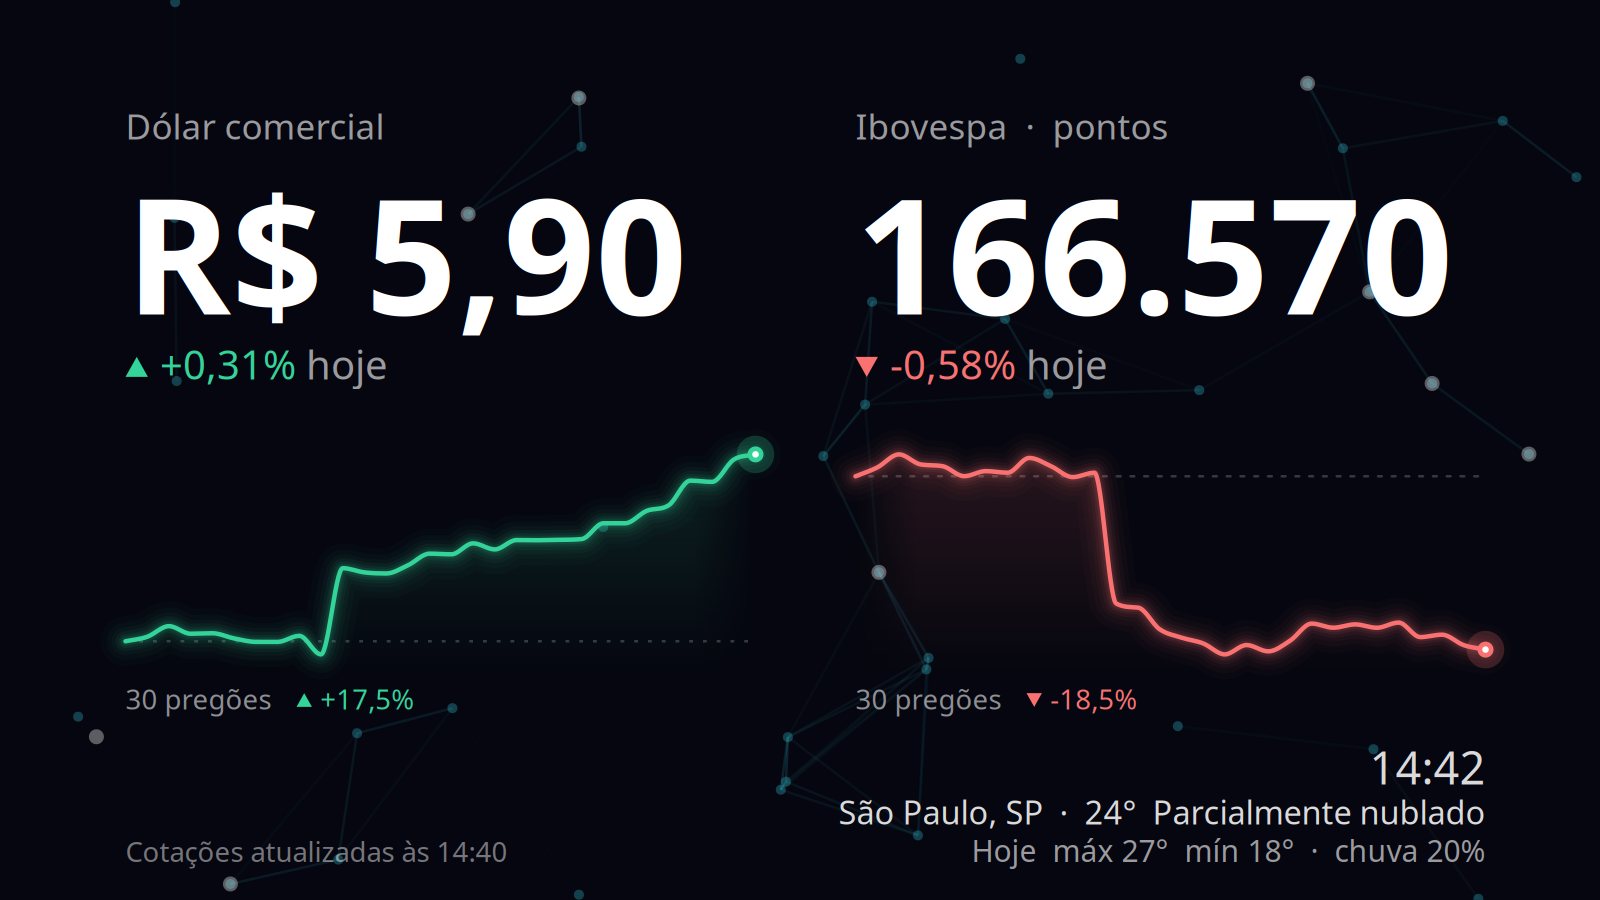 Dólar comercial
R$ 5,90
▲ +0,31% hoje
30 pregões ▲ +17,5%
Ibovespa · pontos
166.570
▼ -0,58% hoje
30 pregões ▼ -18,5%
14:42
São Paulo, SP · 24° Parcialmente nublado
Hoje máx 27° mín 18° · chuva 20%
Cotações atualizadas às 14:40